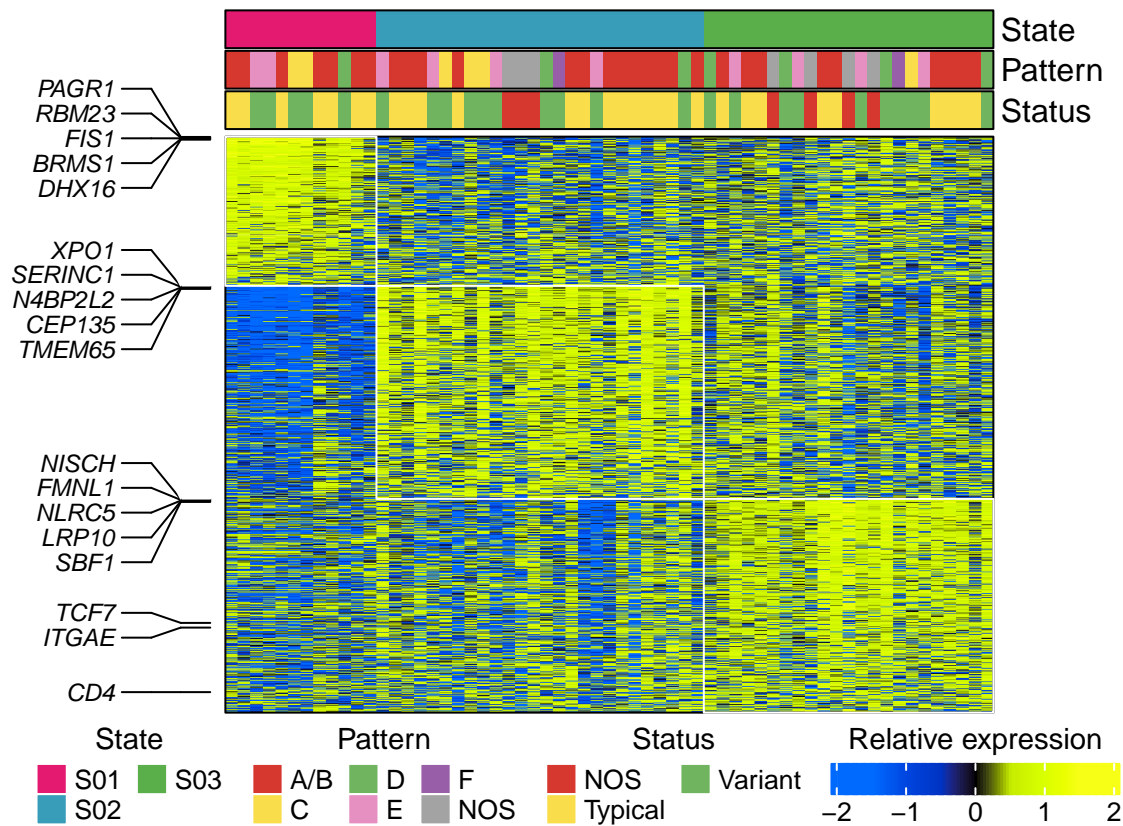 State
Pattern
Status
PAGR1
RBM23
FIS1
BRMS1
DHX16
XPO1
SERINC1
N4BP2L2
CEP135
TMEM65
NISCH
FMNL1
NLRC5
LRP10
SBF1
TCF7
ITGAE
CD4
State
S01
S02
S03
Pattern
A/B
C
D
E
F
NOS
Status
NOS
Typical
Variant
Relative expression
−2 −1 0 1 2